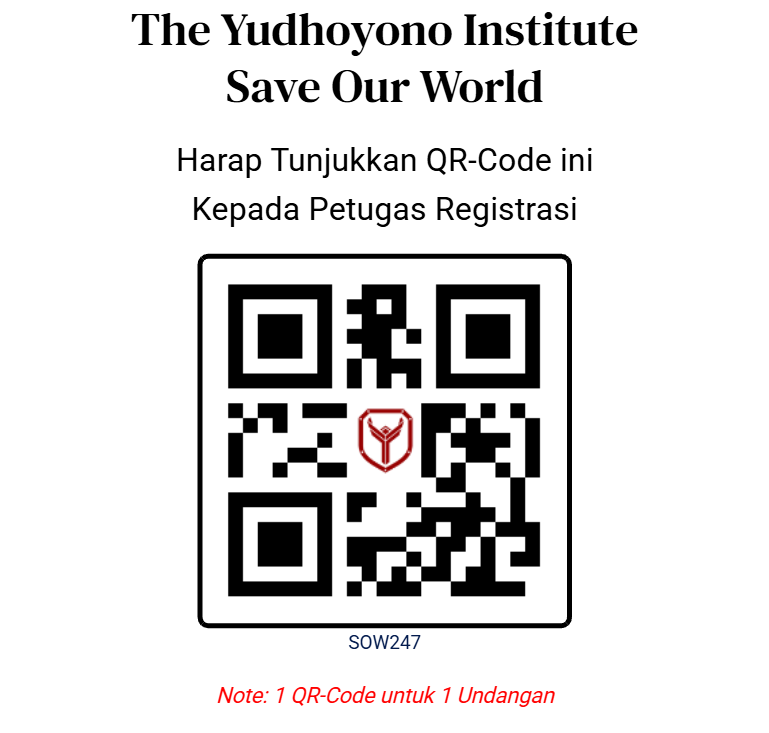 The Yudhoyono Institute
Save Our World
Harap Tunjukkan QR-Code ini
Kepada Petugas Registrasi
SOW247
Note: 1 QR-Code untuk 1 Undangan